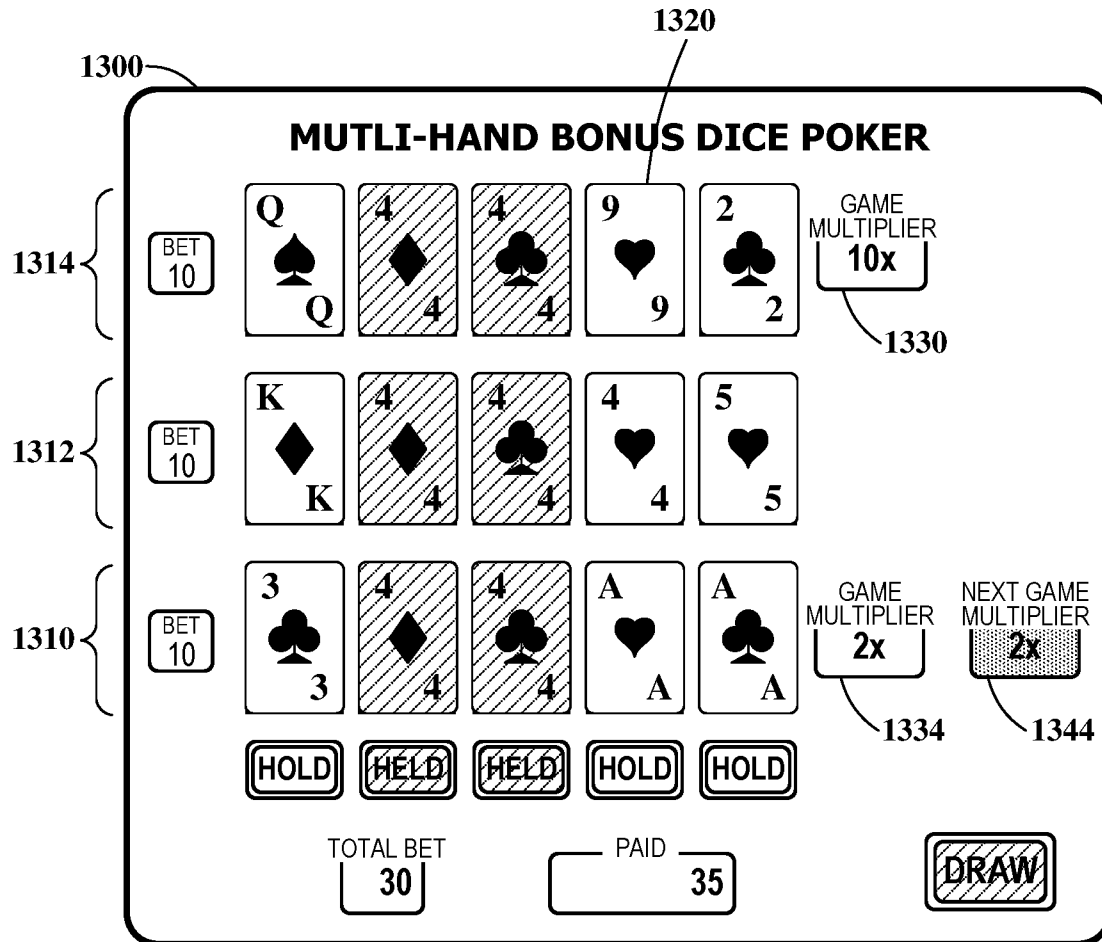 1320
1300
MUTLI-HAND BONUS DICE POKER
1314
BET
10
Q Q
4 4
4 4
9 9
2 2
GAME
MULTIPLIER
10x
1330
1312
BET
10
K K
4 4
4 4
4 4
5 5
1310
BET
10
3 3
4 4
4 4
A A
A A
GAME
MULTIPLIER
2x
NEXT GAME
MULTIPLIER
2x
1334
1344
HOLD HELD HELD HOLD HOLD
TOTAL BET
30
PAID
35
DRAW